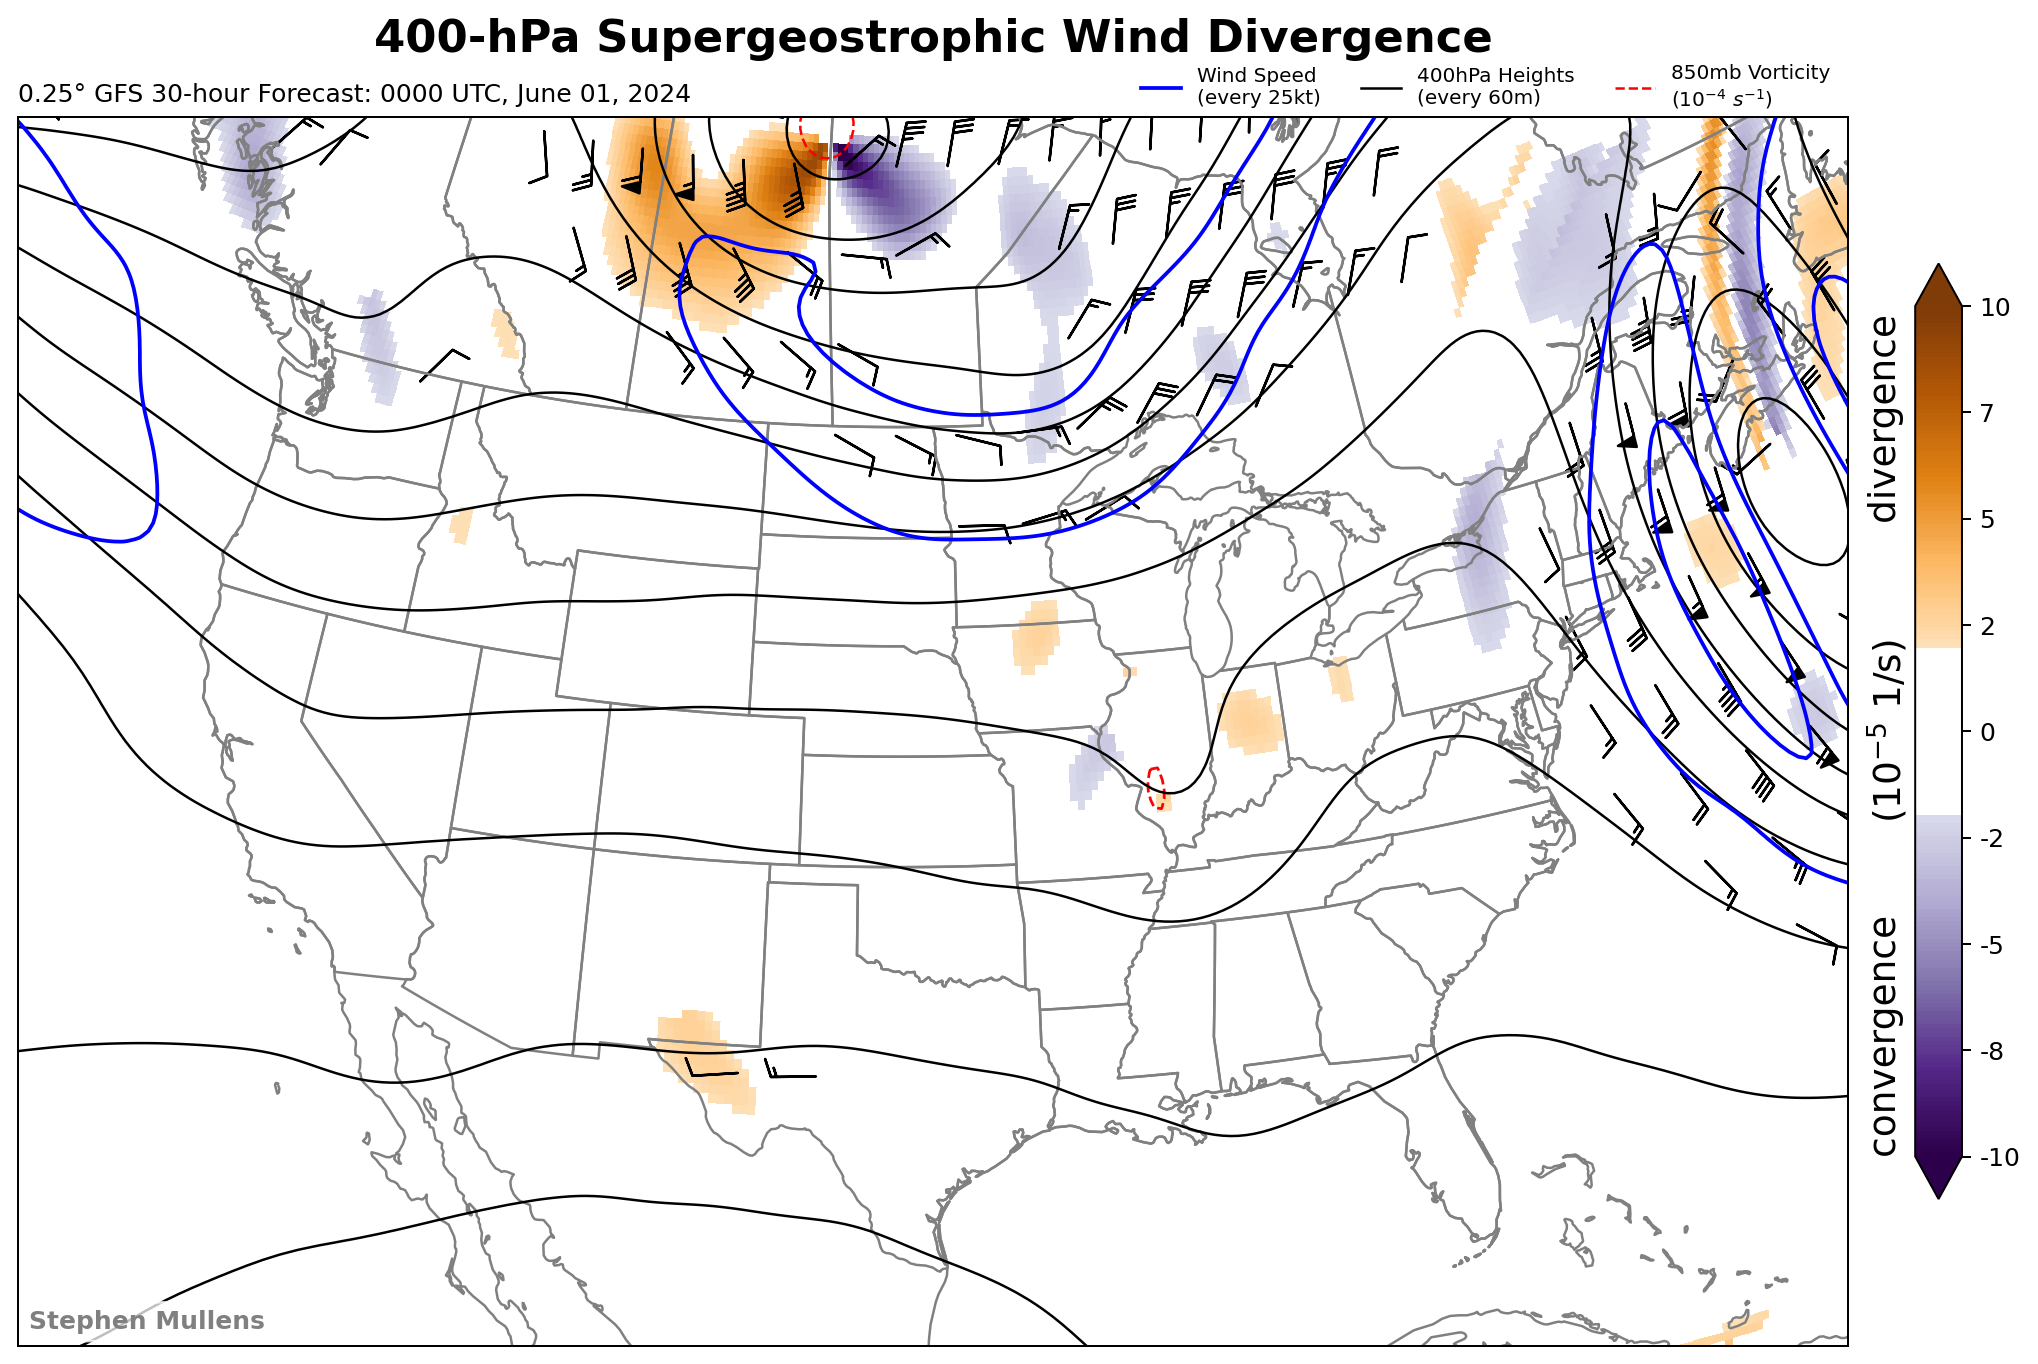 400-hPa Supergeostrophic Wind Divergence
0.25° GFS 30-hour Forecast: 0000 UTC, June 01, 2024
Wind Speed
(every 25kt)
400hPa Heights
(every 60m)
850mb Vorticity
(10⁻⁴ s⁻¹)
10
7
5
2
0
-2
-5
-8
-10
convergence (10⁻⁵ 1/s) divergence
Stephen Mullens